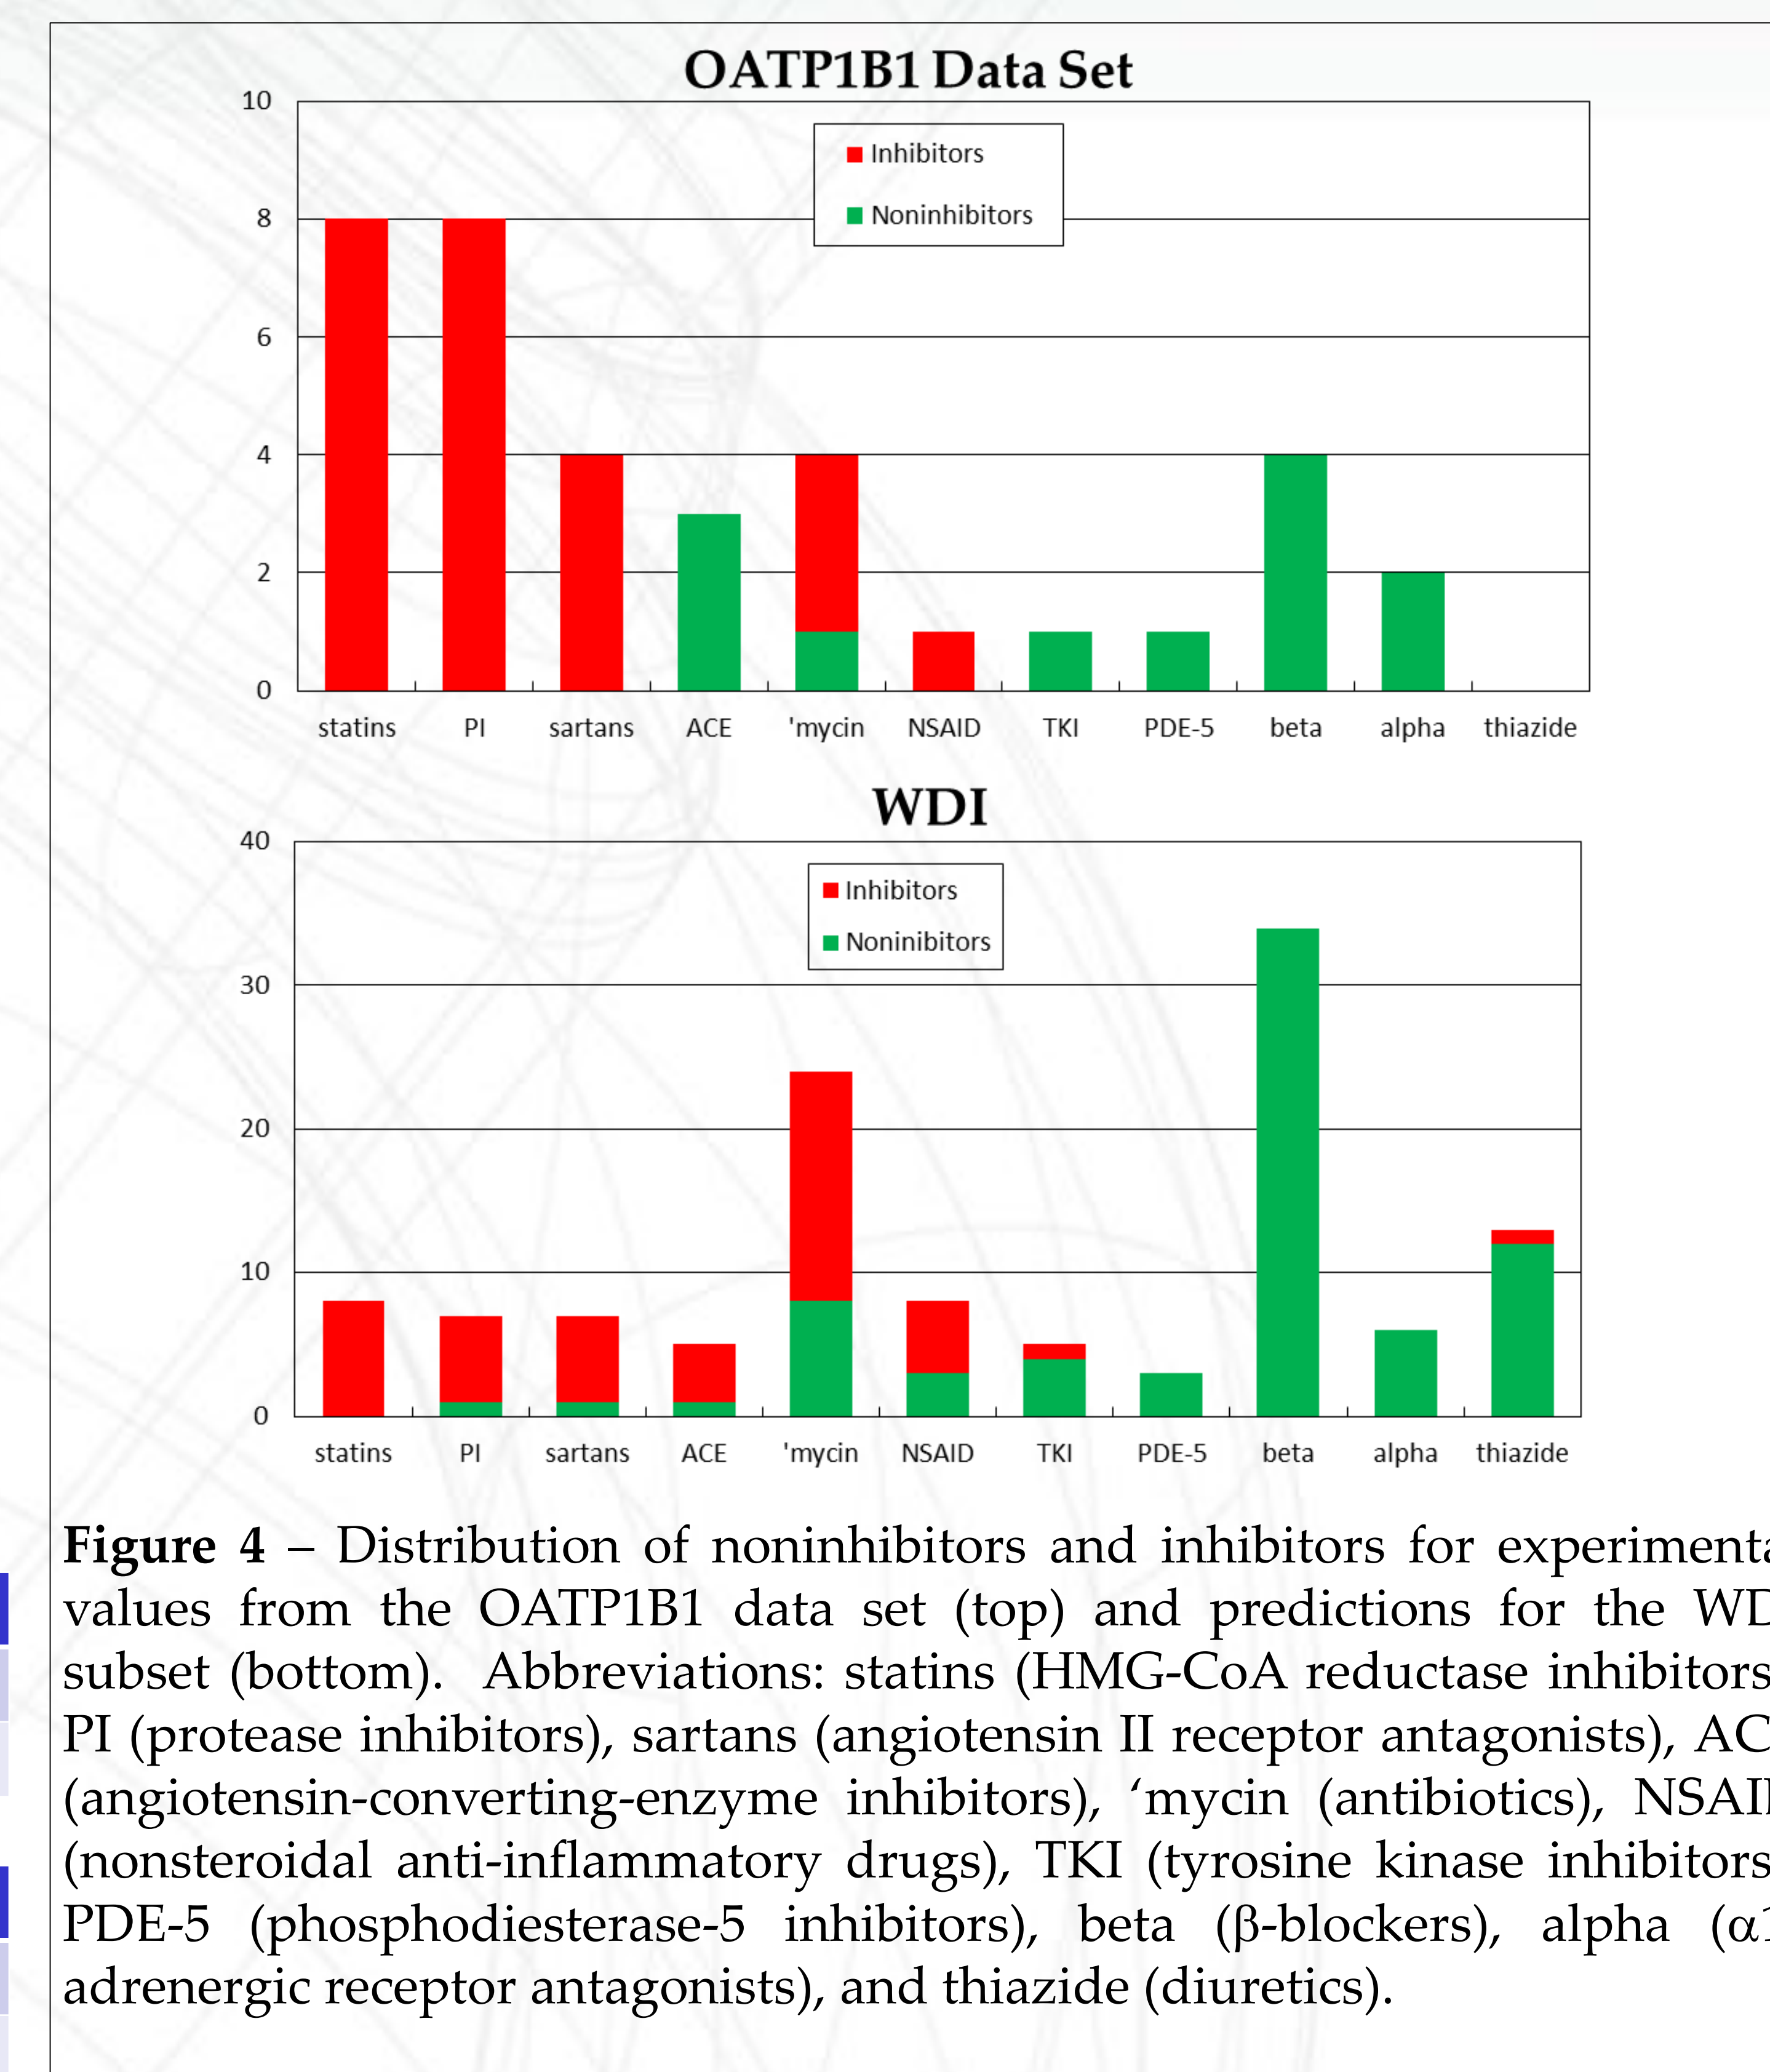 OATP1B1 Data Set
10
Inhibitors
Noninhibitors
8
6
4
2
0
statins PI sartans ACE 'mycin NSAID TKI PDE-5 beta alpha thiazide
WDI
40
Inhibitors
Noninibitors
30
20
10
0
statins PI sartans ACE 'mycin NSAID TKI PDE-5 beta alpha thiazide
Figure 4 – Distribution of noninhibitors and inhibitors for experimenta
values from the OATP1B1 data set (top) and predictions for the WD
subset (bottom). Abbreviations: statins (HMG-CoA reductase inhibitors
PI (protease inhibitors), sartans (angiotensin II receptor antagonists), AC
(angiotensin-converting-enzyme inhibitors), ‘mycin (antibiotics), NSAI
(nonsteroidal anti-inflammatory drugs), TKI (tyrosine kinase inhibitors
PDE-5 (phosphodiesterase-5 inhibitors), beta (β-blockers), alpha (α1
adrenergic receptor antagonists), and thiazide (diuretics).